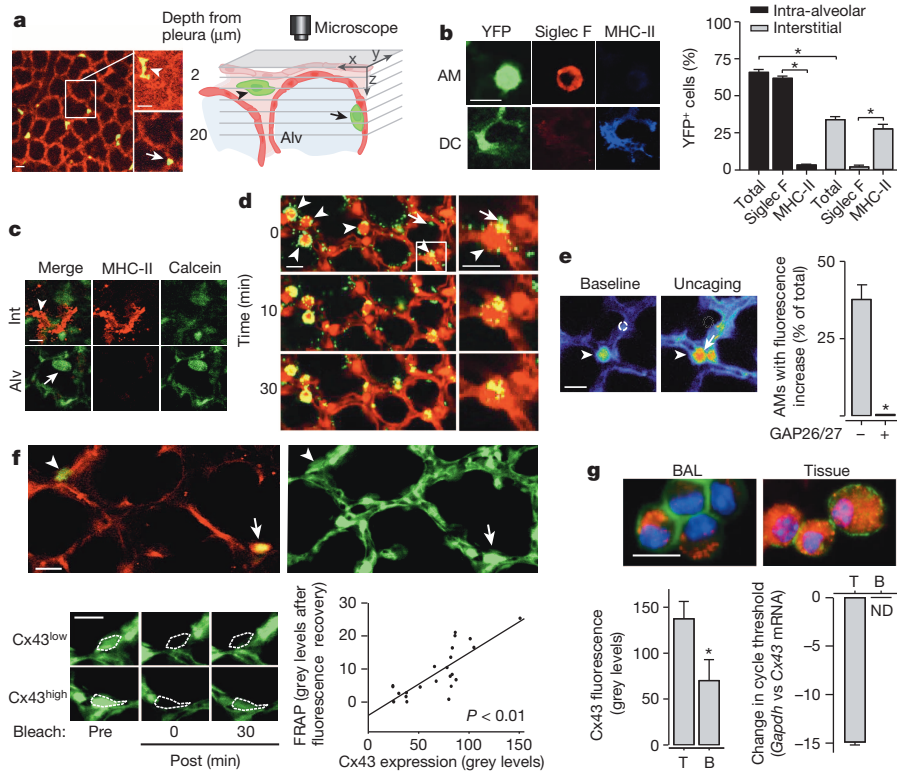 a
Depth from
pleura (μm)
Microscope
2
20
x
y
z
Alv
b
YFP
Siglec F
MHC-II
AM
DC
Intra-alveolar
Interstitial
YFP+ cells (%)
75
50
25
0
*
*
*
Total
Siglec F
MHC-II
Total
Siglec F
MHC-II
c
Merge
MHC-II
Calcein
Int
Alv
d
Time (min)
0
10
30
e
Baseline
Uncaging
AMs with fluorescence
increase (% of total)
50
25
0
*
GAP26/27
– +
f
Cx43low
Cx43high
Bleach:
Pre
0
30
Post (min)
FRAP (grey levels after
fluorescence recovery)
30
20
10
0
P < 0.01
0 50 100 150
Cx43 expression (grey levels)
g
BAL
Tissue
Cx43 fluorescence
(grey levels)
150
100
50
0
*
T B
Change in cycle threshold
(Gapdh vs Cx43 mRNA)
T B
ND
0
−5
−10
−15